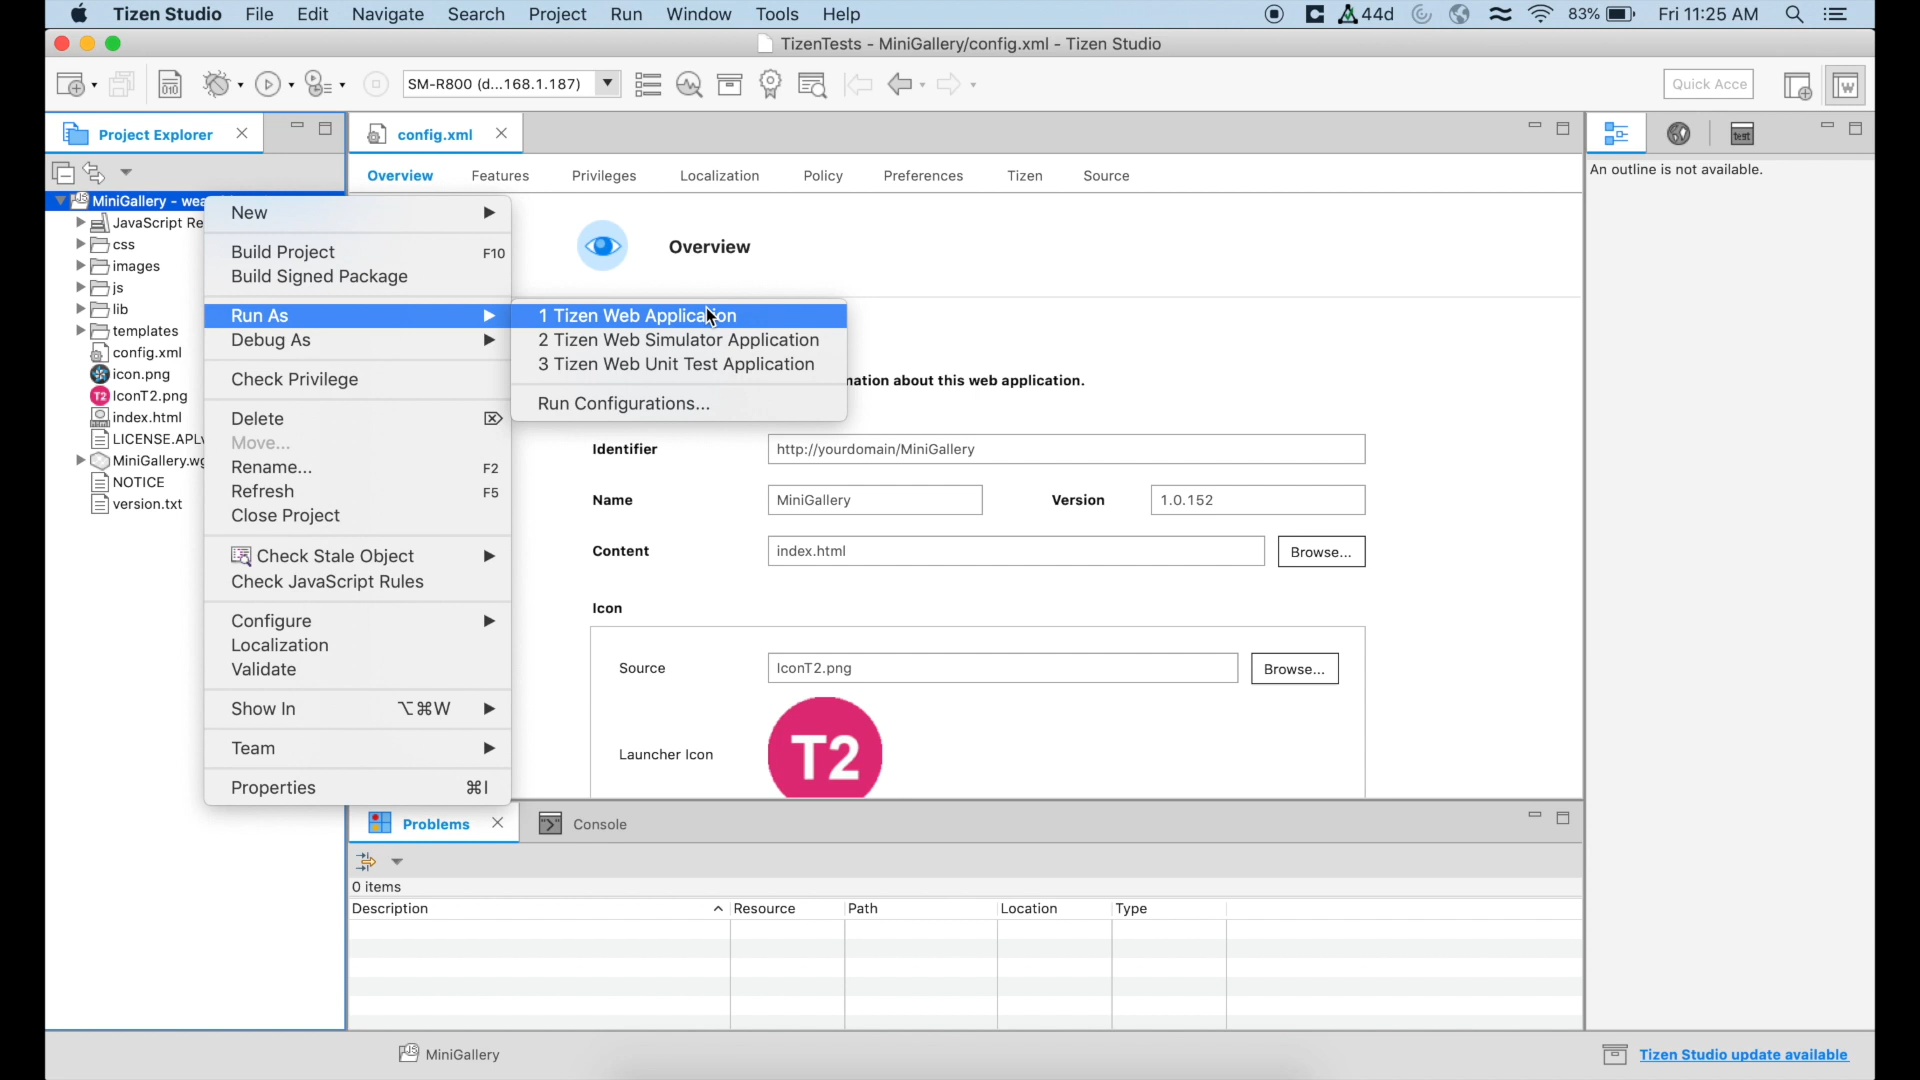 Tizen Studio File Edit Navigate Search Project Run Window Tools Help 44d 83% Fri 11:25 AM
TizenTests - MiniGallery/config.xml - Tizen Studio
010 SM-R800 (d...168.1.187) Quick Acce W
Project Explorer
config.xml
test
Overview Features Privileges Localization Policy Preferences Tizen Source
An outline is not available.
MiniGallery - wea
JavaScript Re
css
images
js
lib
templates
config.xml
icon.png
T2 IconT2.png
index.html
LICENSE.APLv
MiniGallery.wg
NOTICE
version.txt
New
Build Project F10
Build Signed Package
Run As
Debug As
Check Privilege
Delete
Move...
Rename... F2
Refresh F5
Close Project
Check Stale Object
Check JavaScript Rules
Configure
Localization
Validate
Show In ⌥⌘W
Team
Properties ⌘I
1 Tizen Web Application
2 Tizen Web Simulator Application
3 Tizen Web Unit Test Application
Run Configurations...
Overview
mation about this web application.
Identifier http://yourdomain/MiniGallery
Name MiniGallery Version 1.0.152
Content index.html Browse...
Icon
Source IconT2.png Browse...
Launcher Icon T2
Problems Console
0 items
Description Resource Path Location Type
MiniGallery
Tizen Studio update available